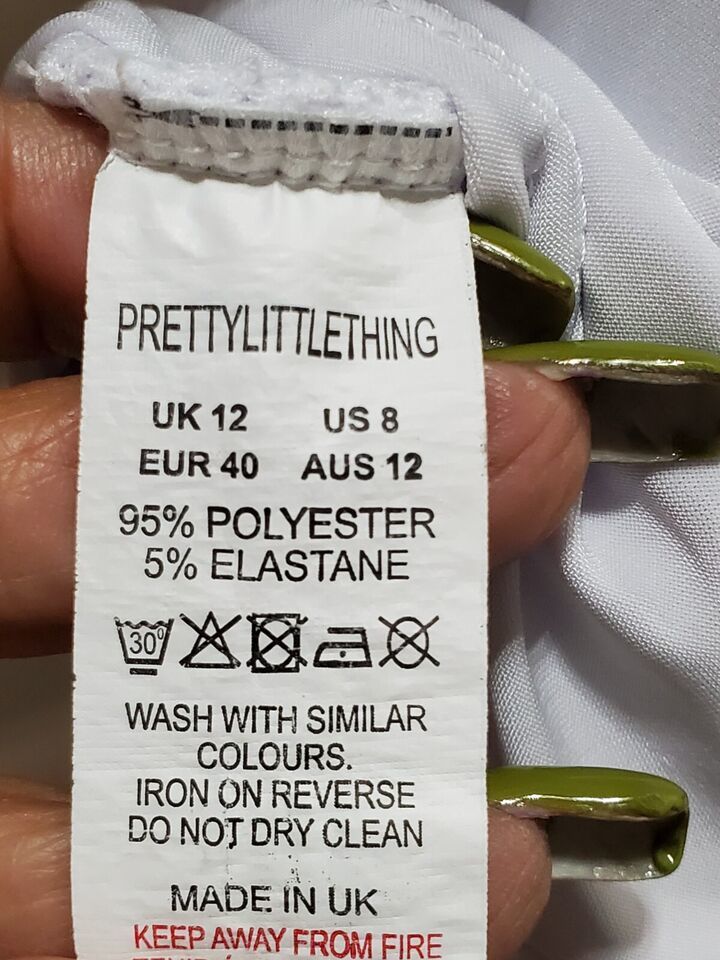 PRETTYLITTLETHING
UK 12 US 8
EUR 40 AUS 12
95% POLYESTER
5% ELASTANE
30°
WASH WITH SIMILAR
COLOURS.
IRON ON REVERSE
DO NOT DRY CLEAN
MADE IN UK
KEEP AWAY FROM FIRE